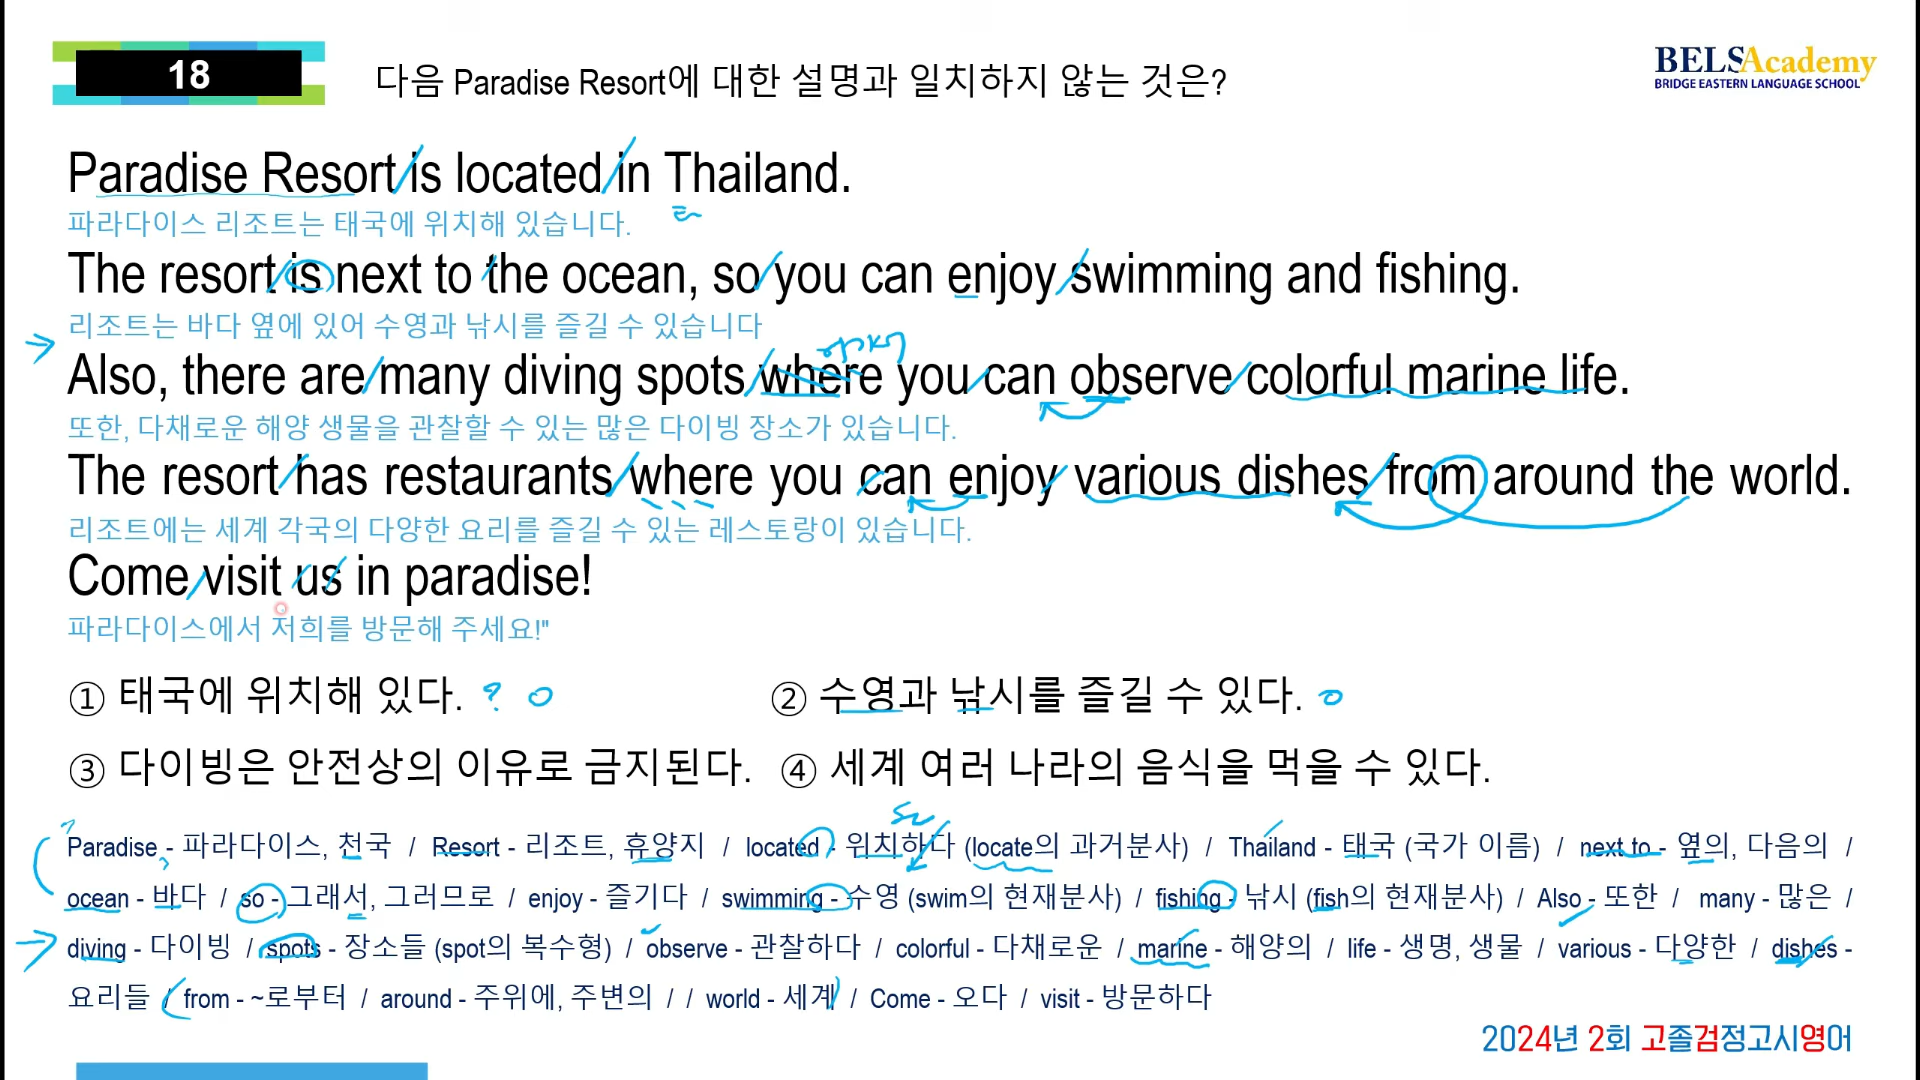 18
다음 Paradise Resort에 대한 설명과 일치하지 않는 것은?
BELSAcademy
BRIDGE EASTERN LANGUAGE SCHOOL
Paradise Resort is located in Thailand.
파라다이스 리조트는 태국에 위치해 있습니다.
The resort is next to the ocean, so you can enjoy swimming and fishing.
리조트는 바다 옆에 있어 수영과 낚시를 즐길 수 있습니다
Also, there are many diving spots where you can observe colorful marine life.
또한, 다채로운 해양 생물을 관찰할 수 있는 많은 다이빙 장소가 있습니다.
The resort has restaurants where you can enjoy various dishes from around the world.
리조트에는 세계 각국의 다양한 요리를 즐길 수 있는 레스토랑이 있습니다.
Come visit us in paradise!
파라다이스에서 저희를 방문해 주세요!"
① 태국에 위치해 있다. ② 수영과 낚시를 즐길 수 있다.
③ 다이빙은 안전상의 이유로 금지된다. ④ 세계 여러 나라의 음식을 먹을 수 있다.
Paradise - 파라다이스, 천국 / Resort - 리조트, 휴양지 / located - 위치하다 (locate의 과거분사) / Thailand - 태국 (국가 이름) / next to - 옆의, 다음의 /
ocean - 바다 / so - 그래서, 그러므로 / enjoy - 즐기다 / swimming - 수영 (swim의 현재분사) / fishing - 낚시 (fish의 현재분사) / Also - 또한 / many - 많은 /
diving - 다이빙 / spots - 장소들 (spot의 복수형) / observe - 관찰하다 / colorful - 다채로운 / marine - 해양의 / life - 생명, 생물 / various - 다양한 / dishes -
요리들 / from - ~로부터 / around - 주위에, 주변의 / / world - 세계 / Come - 오다 / visit - 방문하다
2024년 2회 고졸검정고시영어